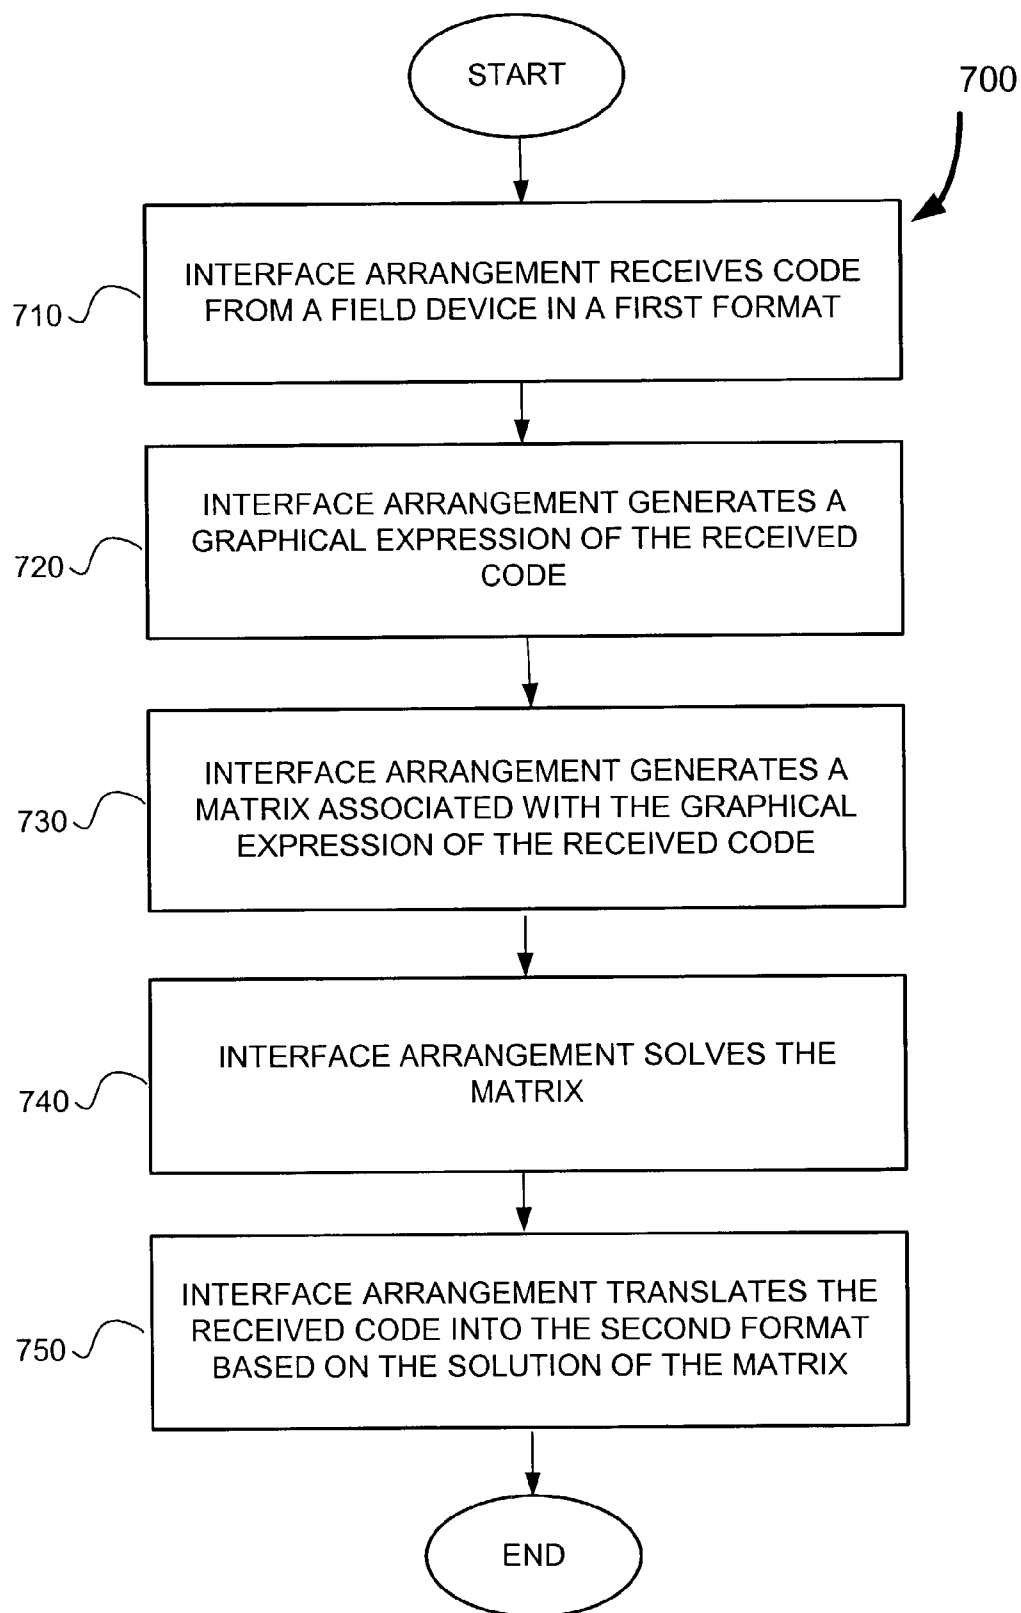 START
700
INTERFACE ARRANGEMENT RECEIVES CODE
FROM A FIELD DEVICE IN A FIRST FORMAT
710
INTERFACE ARRANGEMENT GENERATES A
GRAPHICAL EXPRESSION OF THE RECEIVED
CODE
720
INTERFACE ARRANGEMENT GENERATES A
MATRIX ASSOCIATED WITH THE GRAPHICAL
EXPRESSION OF THE RECEIVED CODE
730
INTERFACE ARRANGEMENT SOLVES THE
MATRIX
740
INTERFACE ARRANGEMENT TRANSLATES THE
RECEIVED CODE INTO THE SECOND FORMAT
BASED ON THE SOLUTION OF THE MATRIX
750
END